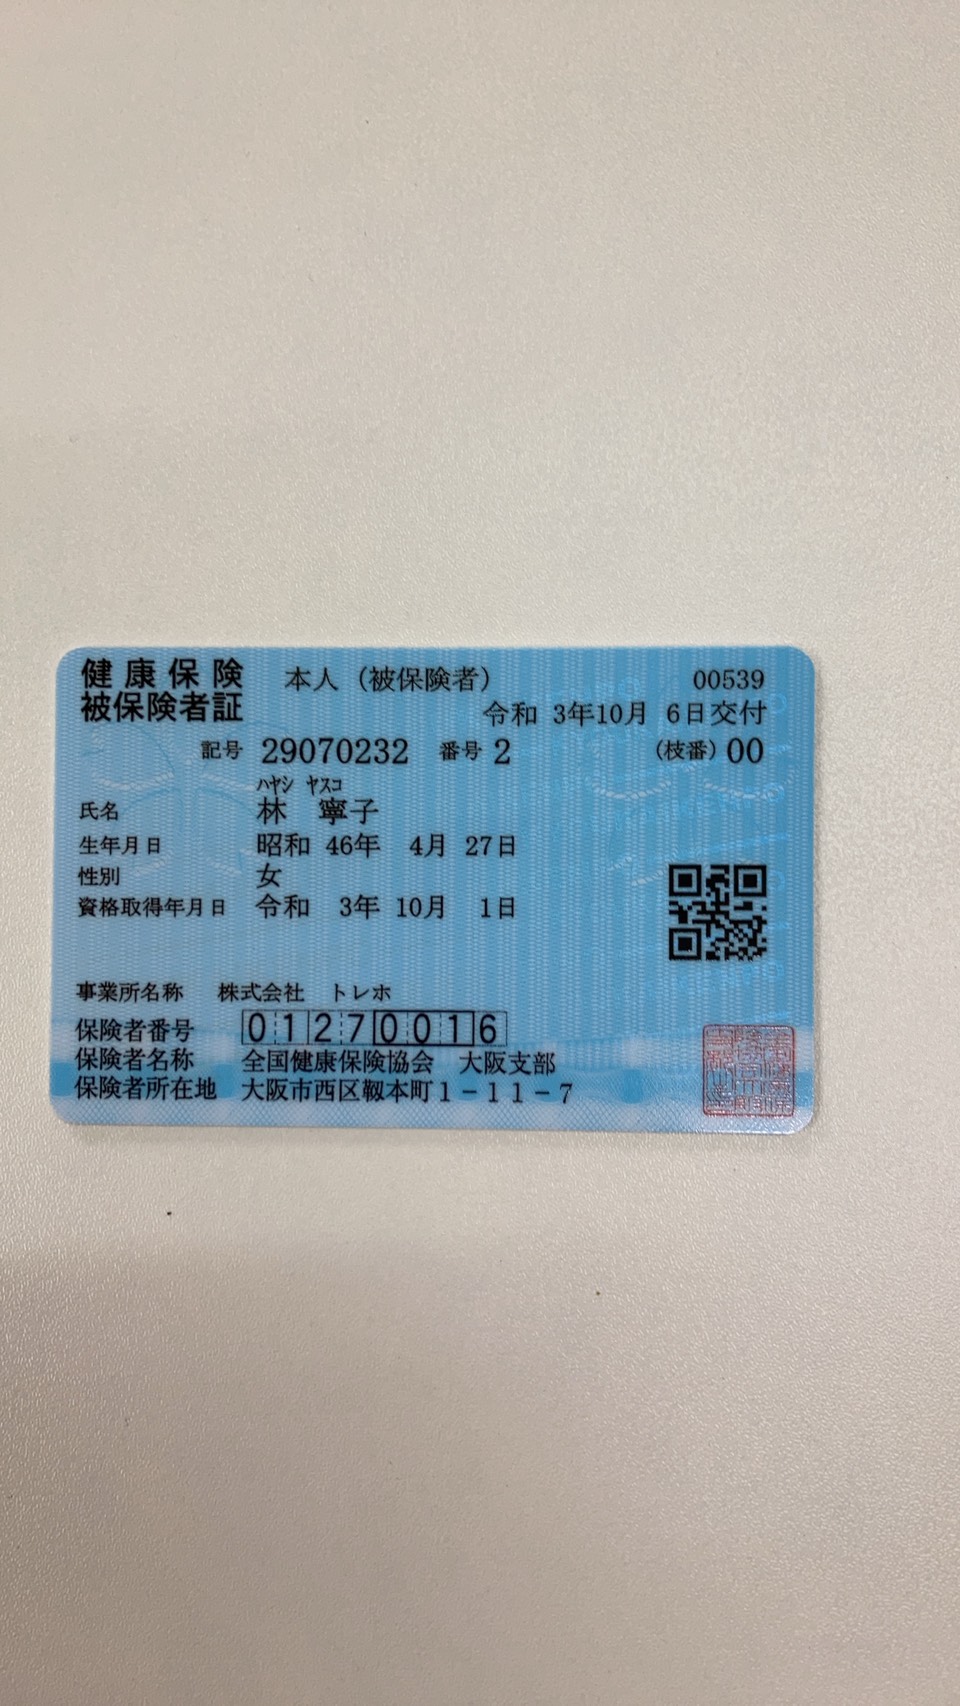 健康保険 本人（被保険者） 00539
被保険者証 令和 3年10月 6日交付
記号 29070232 番号 2 （枝番）00
ハヤシ ヤスコ
氏名 林 寧子
生年月日 昭和 46年 4月 27日
性別 女
資格取得年月日 令和 3年 10月 1日
事業所名称 株式会社 トレホ
保険者番号 01270016
保険者名称 全国健康保険協会 大阪支部
保険者所在地 大阪市西区靱本町1-11-7